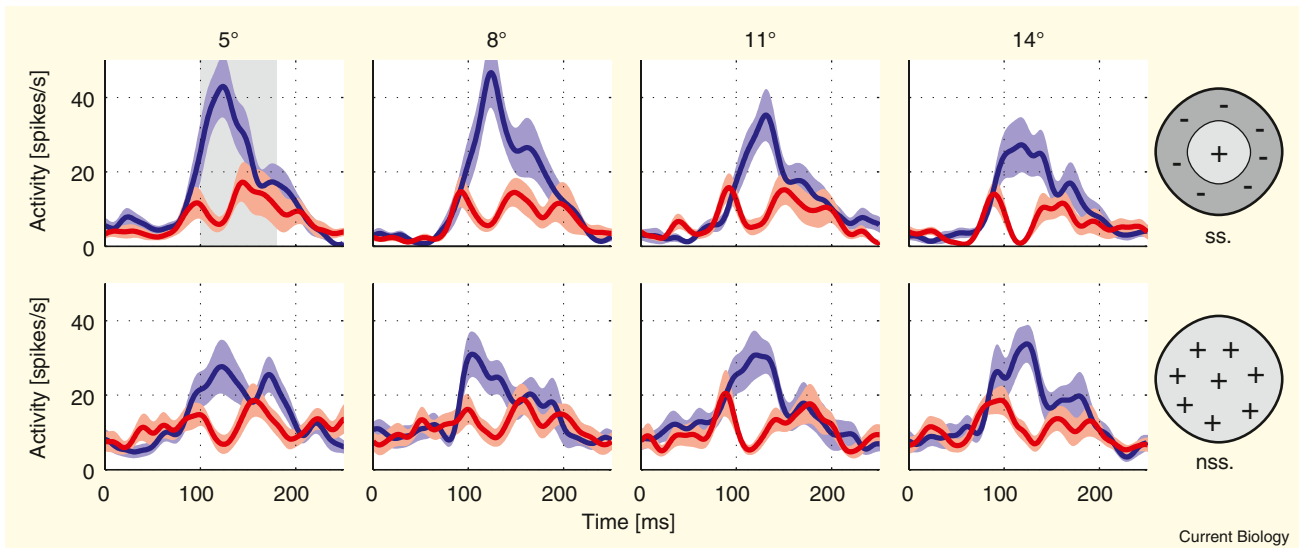 5° 8° 11° 14°
Activity [spikes/s]
40
20
0
- - - - - - - +
ss.
Activity [spikes/s]
40
20
0
+ + + + + + + +
nss.
0 100 200 0 100 200 0 100 200 0 100 200
Time [ms]
Current Biology